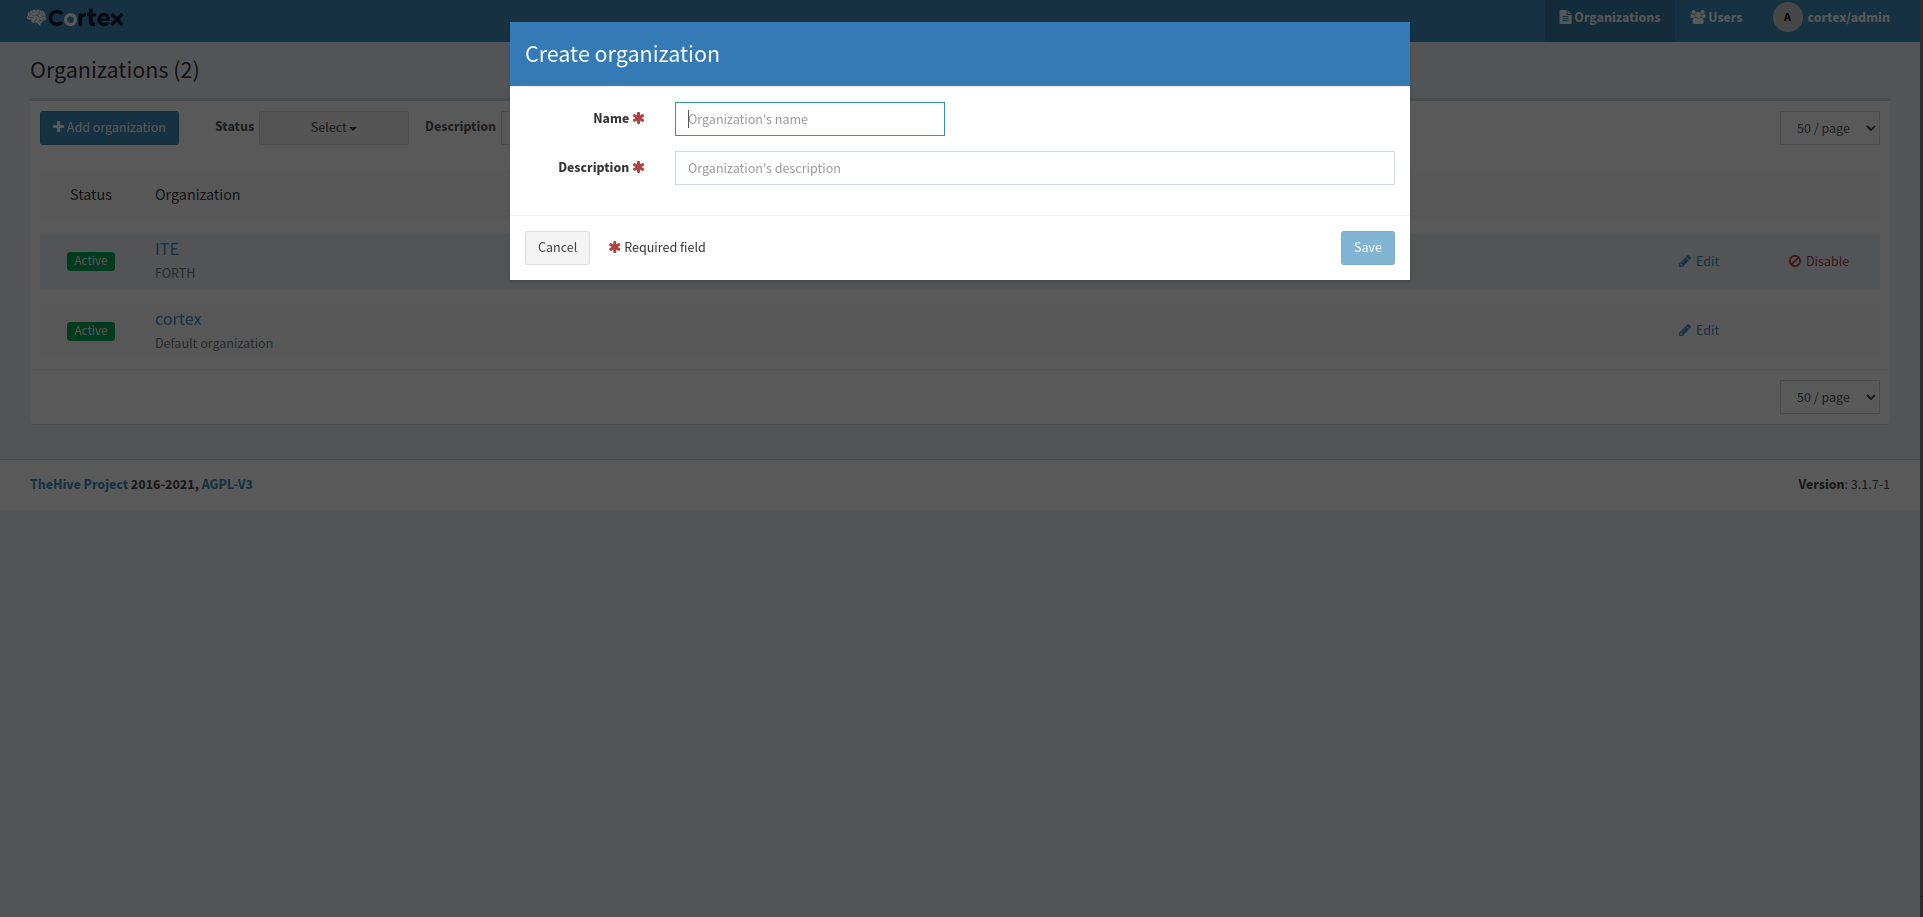 Cortex
Organizations
Users
A
cortex/admin
Create organization
Organizations (2)
Name
Organization's name
Add organization
Status
Select
Description
50 / page
Description
Organization's description
Status
Organization
Cancel
Required field
Save
Active
ITE
FORTH
Edit
Disable
Active
cortex
Default organization
Edit
50 / page
TheHive Project 2016-2021, AGPL-V3
Version: 3.1.7-1